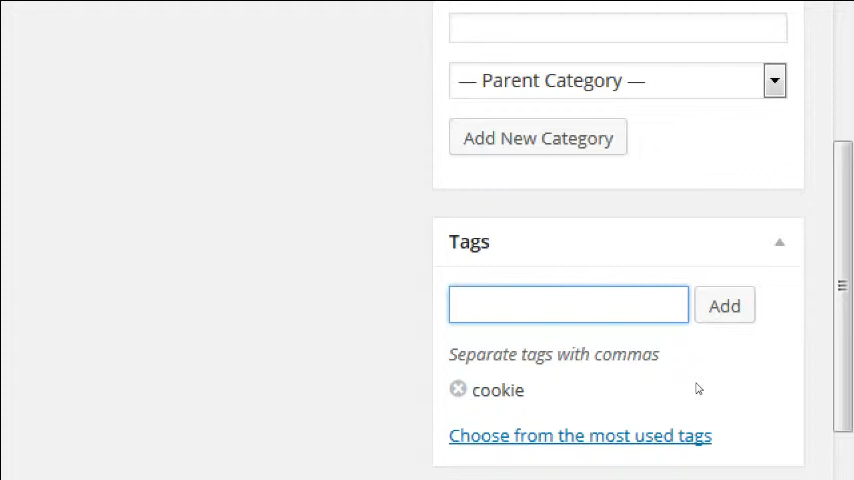 — Parent Category —
Add New Category
Tags
Add
Separate tags with commas
cookie
Choose from the most used tags